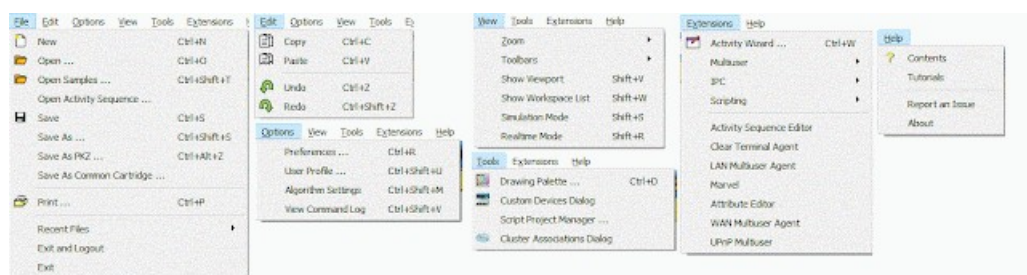 File Edit Options View Tools Extensions
New Ctrl+N
Open ... Ctrl+O
Open Samples ... Ctrl+Shift+T
Open Activity Sequence ...
Save Ctrl+S
Save As ... Ctrl+Shift+S
Save As PKZ ... Ctrl+Alt+Z
Save As Common Cartridge ...
Print ... Ctrl+P
Recent Files
Exit and Logout
Exit
Edit Options View Tools
Copy Ctrl+C
Paste Ctrl+V
Undo Ctrl+Z
Redo Ctrl+Shift+Z
Options View Tools Extensions Help
Preferences ... Ctrl+R
User Profile ... Ctrl+Shift+U
Algorithm Settings Ctrl+Shift+M
View Command Log Ctrl+Shift+V
View Tools Extensions Help
Zoom
Toolbars
Show Viewport Shift+V
Show Workspace List Shift+W
Simulation Mode Shift+S
Realtime Mode Shift+R
Tools Extensions Help
Drawing Palette ... Ctrl+D
Custom Devices Dialog
Script Project Manager ...
Cluster Associations Dialog
Extensions Help
Activity Wizard ... Ctrl+W
Multiuser
IPC
Scripting
Activity Sequence Editor
Clear Terminal Agent
LAN Multiuser Agent
Marvel
Attribute Editor
WAN Multiuser Agent
UPnP Multiuser
Help
Contents
Tutorials
Report an Issue
About